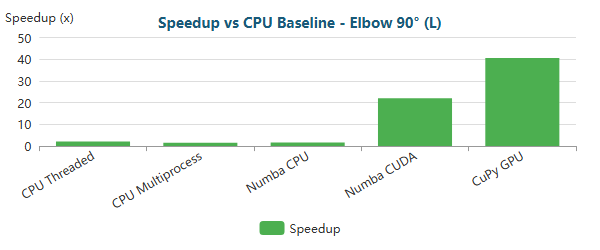 Speedup (x)
Speedup vs CPU Baseline - Elbow 90° (L)
50
40
30
20
10
0
CPU Threaded
CPU Multiprocess
Numba CPU
Numba CUDA
CuPy GPU
Speedup